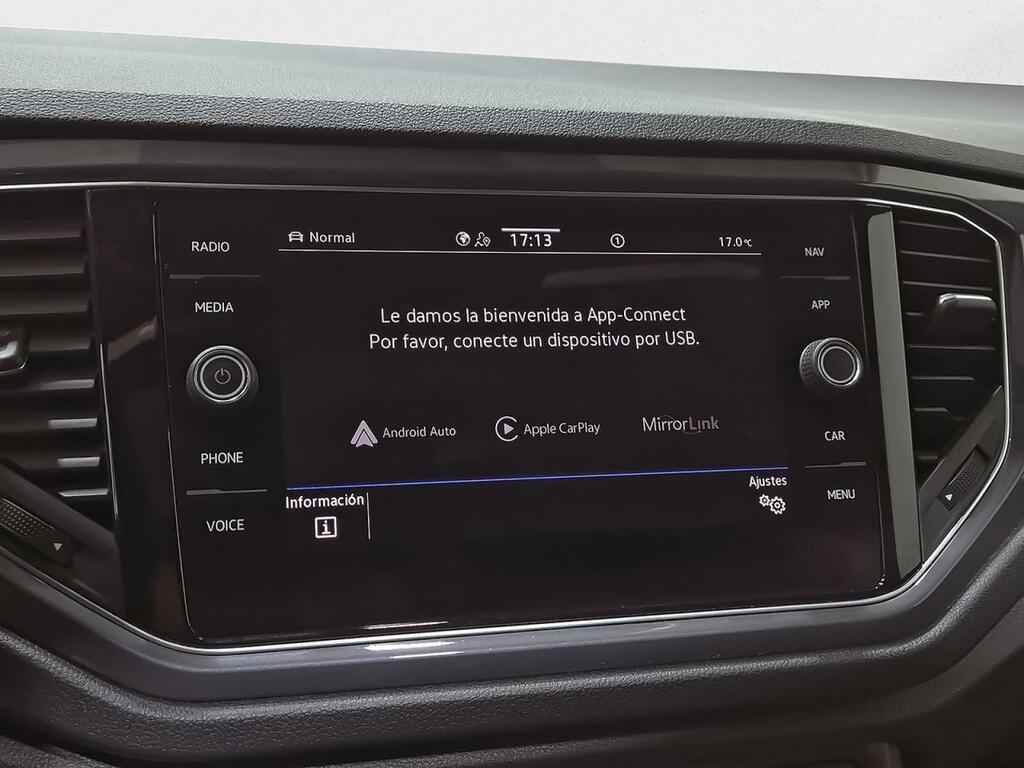 RADIO
MEDIA
PHONE
VOICE
Normal
17:13
1
17.0°C
Le damos la bienvenida a App-Connect
Por favor, conecte un dispositivo por USB.
Android Auto
Apple CarPlay
MirrorLink
Información
i
Ajustes
NAV
APP
CAR
MENU